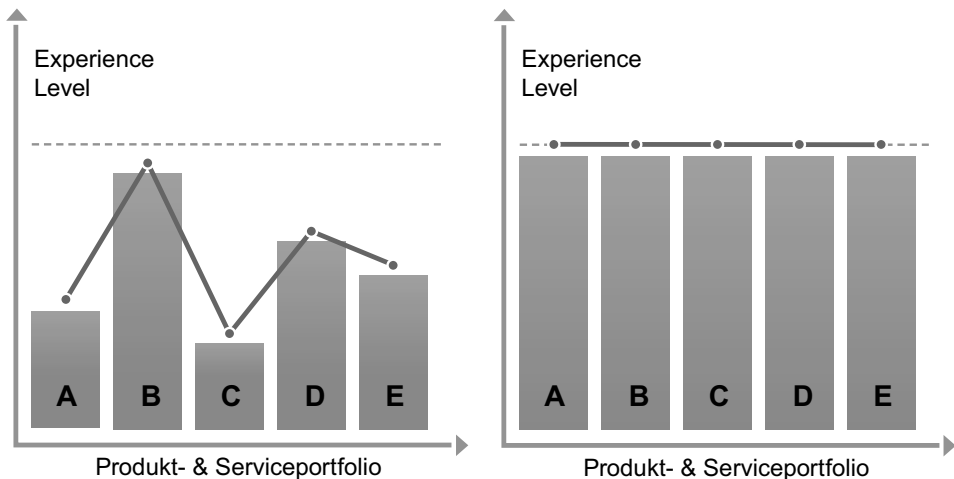 Experience
Level
A B C D E
Produkt- & Serviceportfolio
Experience
Level
A B C D E
Produkt- & Serviceportfolio